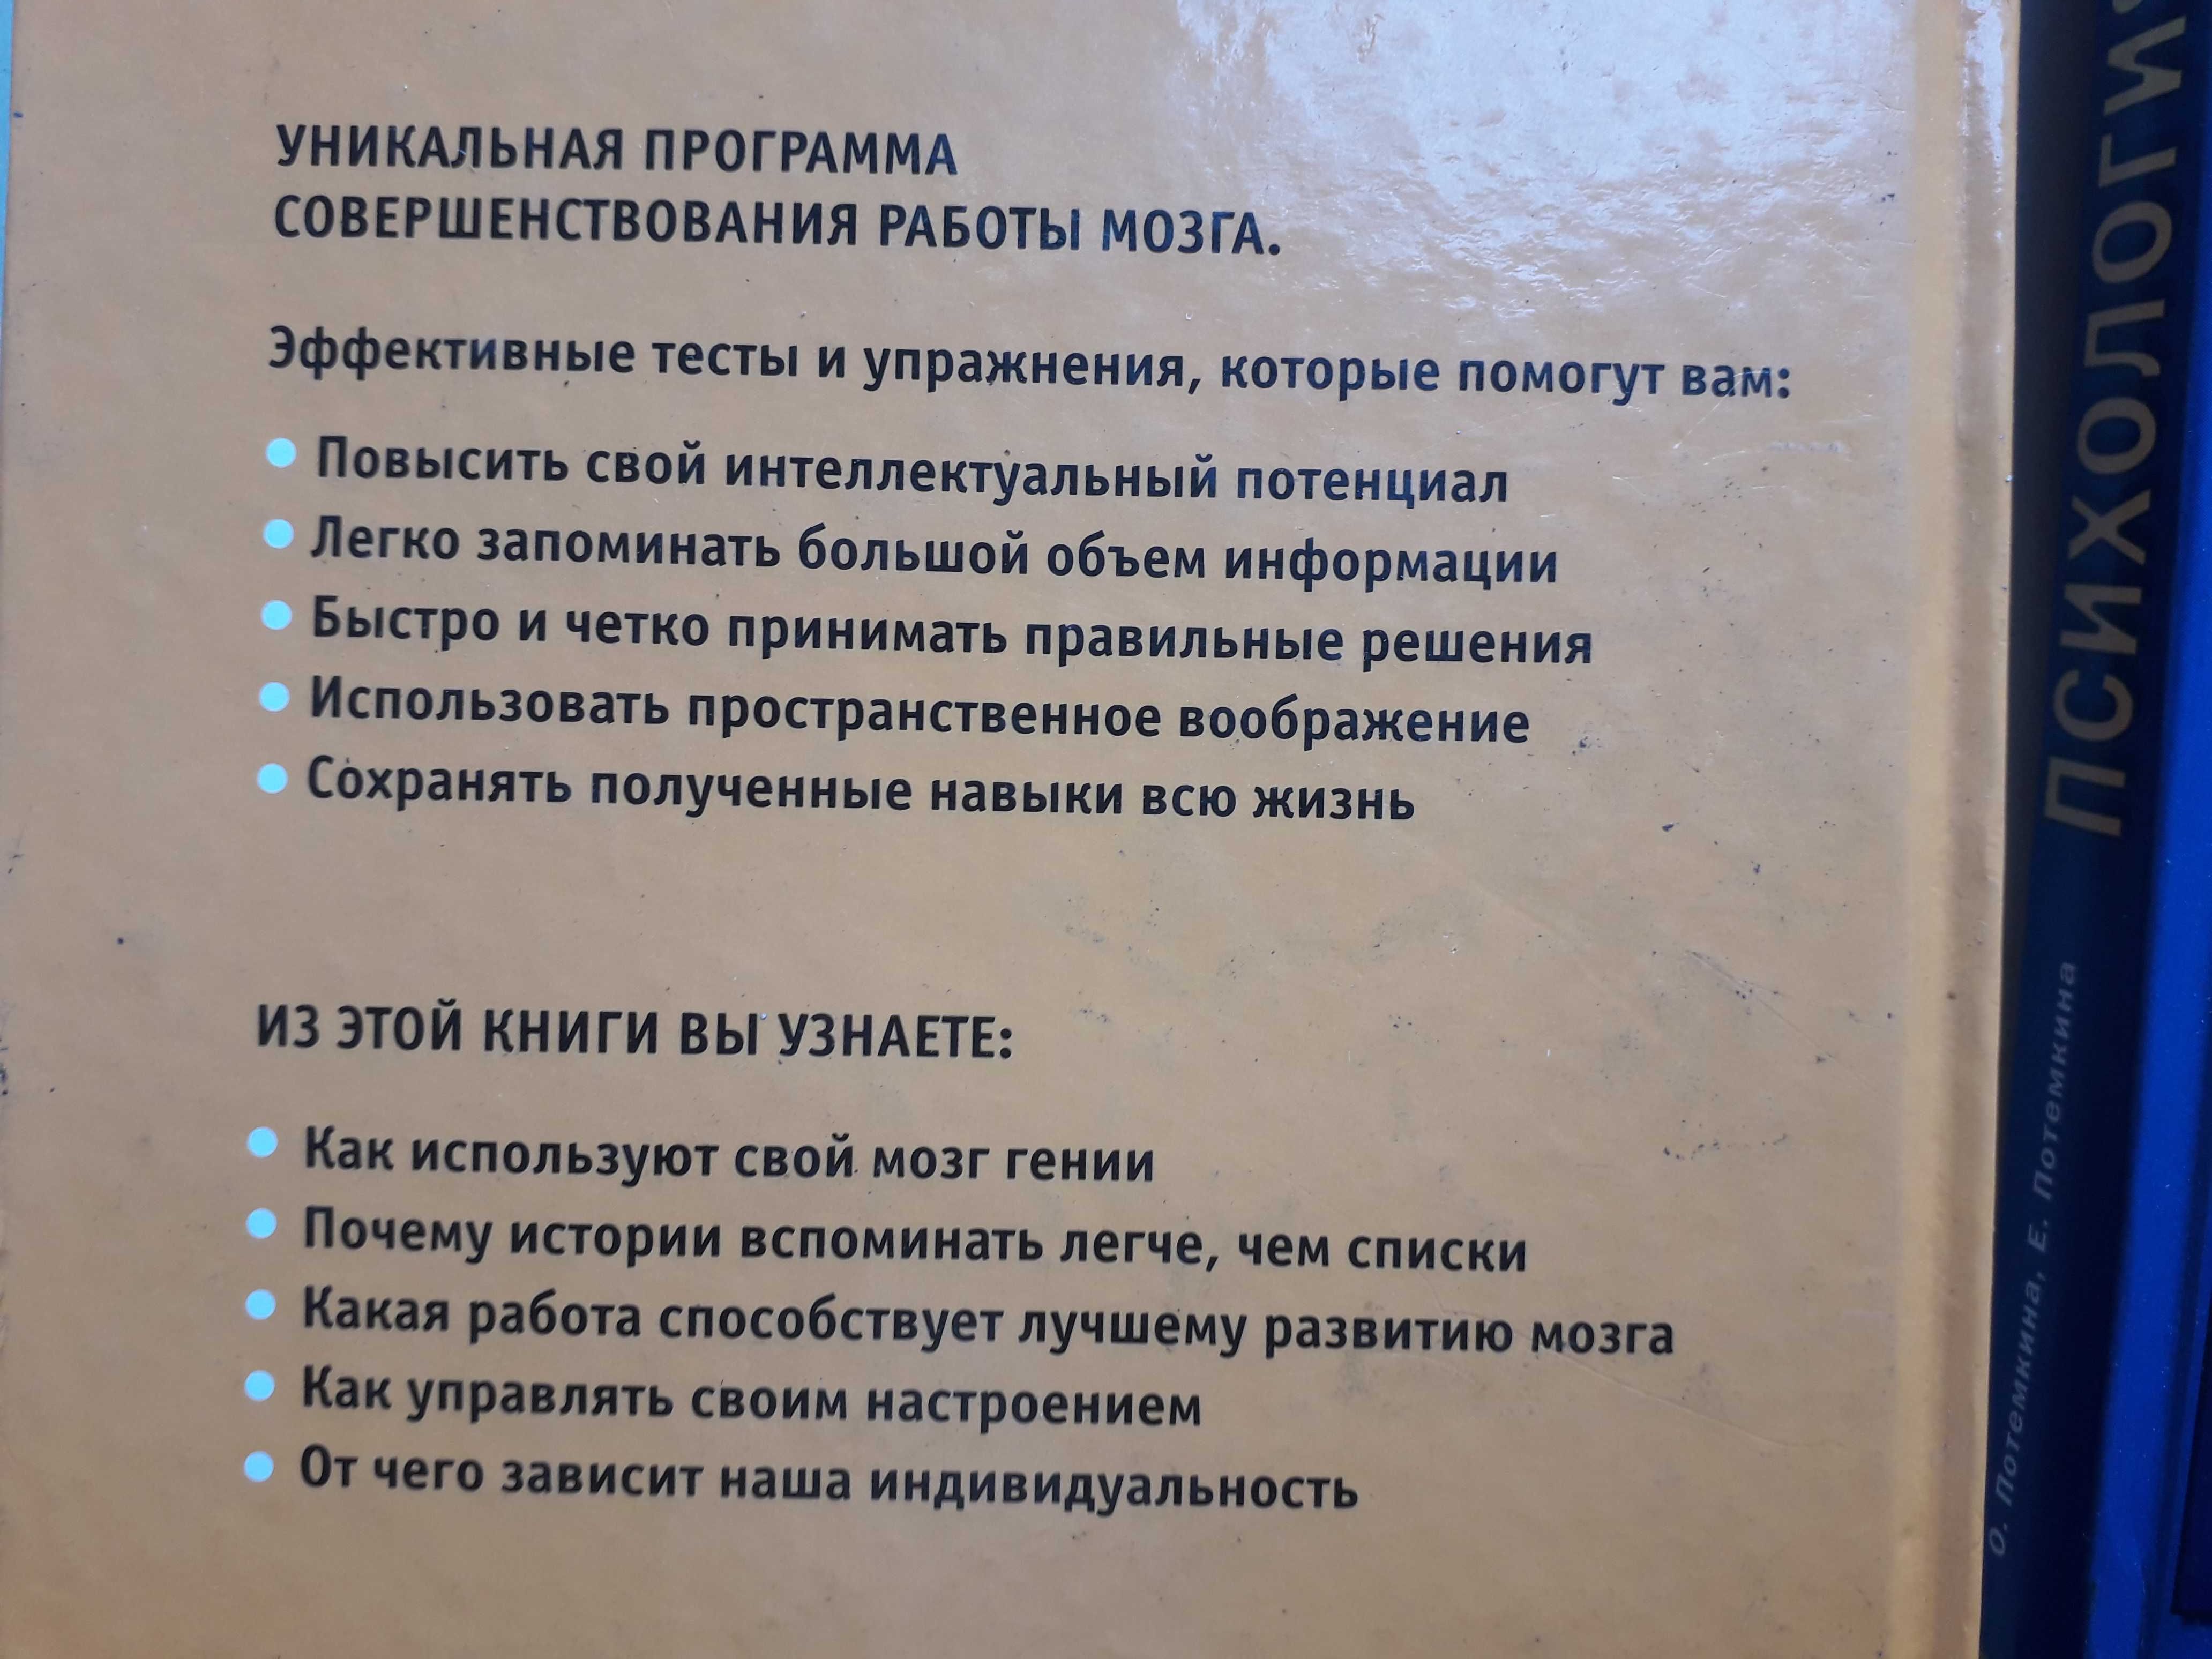 УНИКАЛЬНАЯ ПРОГРАММА
СОВЕРШЕНСТВОВАНИЯ РАБОТЫ МОЗГА.
Эффективные тесты и упражнения, которые помогут вам:
Повысить свой интеллектуальный потенциал
Легко запоминать большой объем информации
Быстро и четко принимать правильные решения
Использовать пространственное воображение
Сохранять полученные навыки всю жизнь
ИЗ ЭТОЙ КНИГИ ВЫ УЗНАЕТЕ:
Как используют свой мозг гении
Почему истории вспоминать легче, чем списки
Какая работа способствует лучшему развитию мозга
Как управлять своим настроением
От чего зависит наша индивидуальность
О. Потемкина, Е. Потемкина